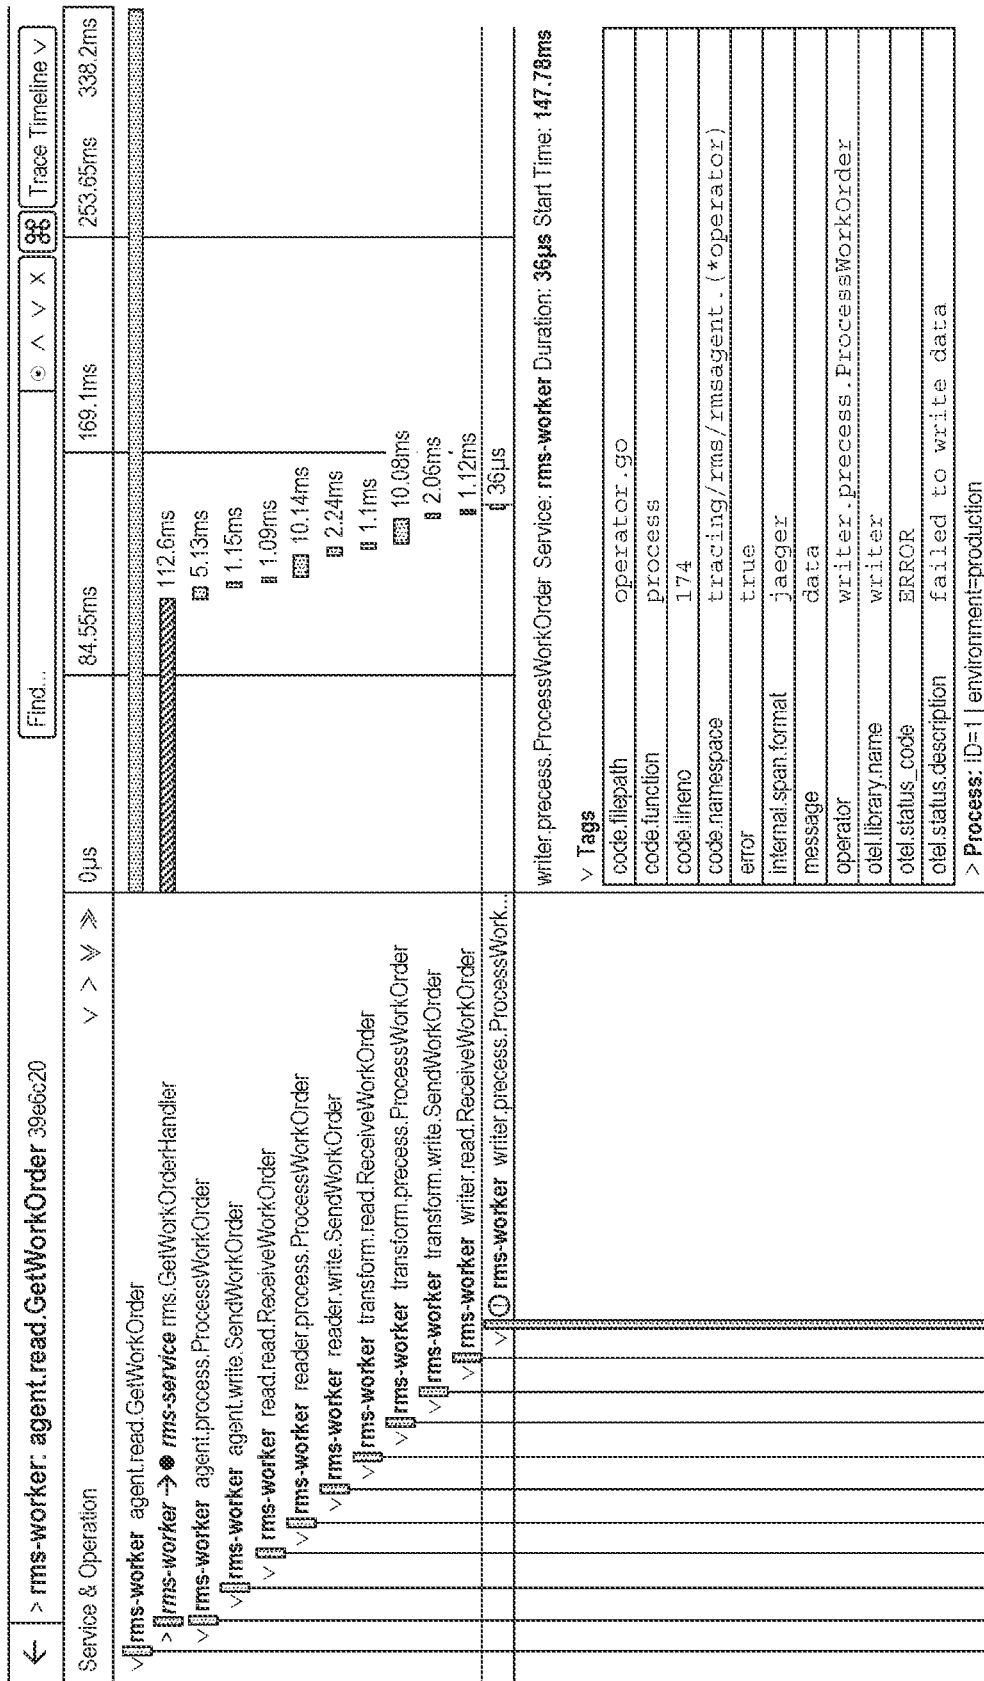 ← > rms-worker: agent.read.GetWorkOrder 39e6c20 Find... ⊙ ∧ ∨ X ⌘ Trace Timeline ∨
Service & Operation ∨ > ⋙ ≫ 0μs 84.55ms 169.1ms 253.65ms 338.2ms
∨ rms-worker agent.read.GetWorkOrder
> rms-worker → ● rms-service rms.GetWorkOrderHandler 112.6ms
∨ rms-worker agent.process.ProcessWorkOrder 5.13ms
∨ rms-worker agent.write.SendWorkOrder 1.15ms
∨ rms-worker read.read.ReceiveWorkOrder 1.09ms
∨ rms-worker reader.process.ProcessWorkOrder 10.14ms
∨ rms-worker reader.write.SendWorkOrder 2.24ms
∨ rms-worker transform.read.ReceiveWorkOrder 1.1ms
∨ rms-worker transform.precess.ProcessWorkOrder 10.08ms
∨ rms-worker transform.write.SendWorkOrder 2.06ms
∨ rms-worker writer.read.ReceiveWorkOrder 1.12ms
∨ ! rms-worker writer.precess.ProcessWork... 36μs
writer.precess.ProcessWorkOrder Service: rms-worker Duration: 36μs Start Time: 147.78ms
∨ Tags
code.filepath operator.go
code.function process
code.lineno 174
code.namespace tracing/rms/rmsagent.(*operator)
error true
internal.span.format jaeger
message data
operator writer.precess.ProcessWorkOrder
otel.library.name writer
otel.status_code ERROR
otel.status.description failed to write data
> Process: ID=1 | environment=production